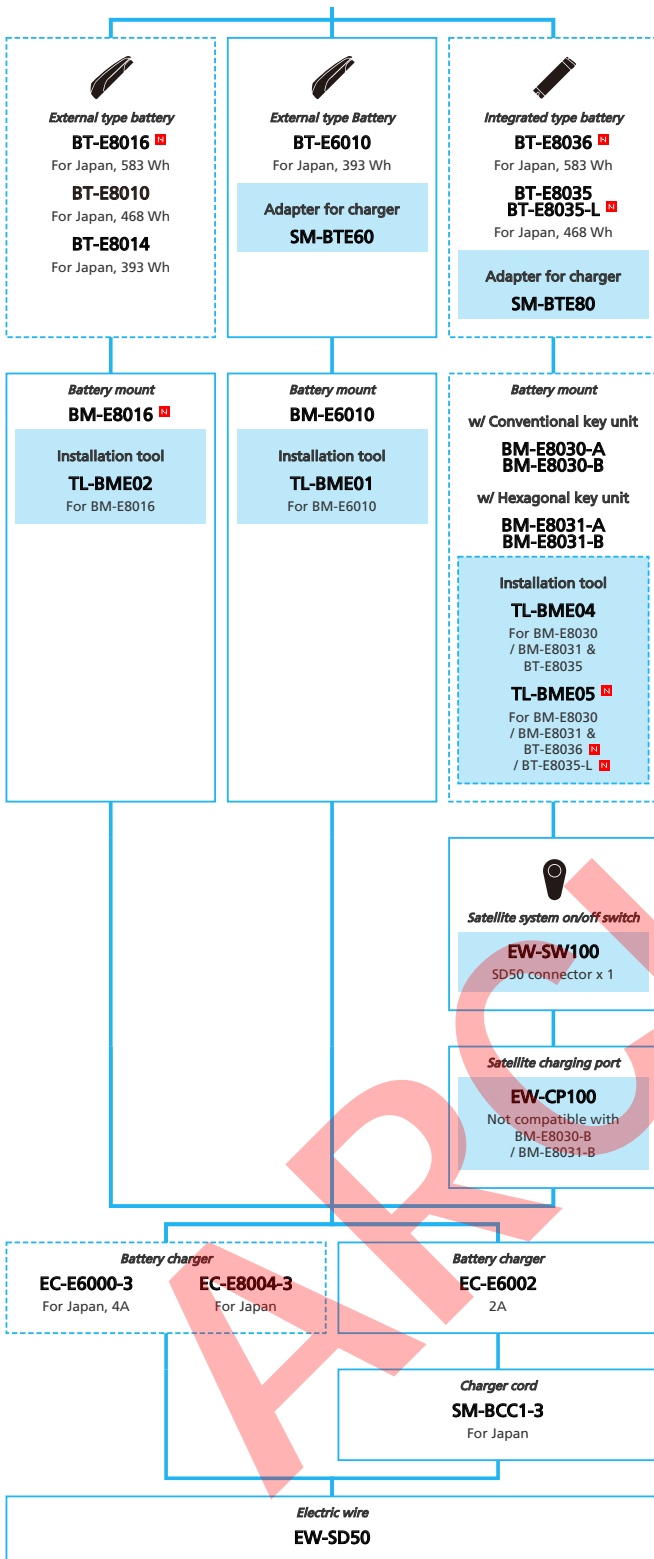 External type battery
BT-E8016 N
For Japan, 583 Wh
BT-E8010
For Japan, 468 Wh
BT-E8014
For Japan, 393 Wh
External type Battery
BT-E6010
For Japan, 393 Wh
Adapter for charger
SM-BTE60
Integrated type battery
BT-E8036 N
For Japan, 583 Wh
BT-E8035
BT-E8035-L N
For Japan, 468 Wh
Adapter for charger
SM-BTE80
Battery mount
BM-E8016 N
Installation tool
TL-BME02
For BM-E8016
Battery mount
BM-E6010
Installation tool
TL-BME01
For BM-E6010
Battery mount
w/ Conventional key unit
BM-E8030-A
BM-E8030-B
w/ Hexagonal key unit
BM-E8031-A
BM-E8031-B
Installation tool
TL-BME04
For BM-E8030
/ BM-E8031 &
BT-E8035
TL-BME05 N
For BM-E8030
/ BM-E8031 &
BT-E8036 N
/ BT-E8035-L N
Satellite system on/off switch
EW-SW100
SD50 connector x 1
Satellite charging port
EW-CP100
Not compatible with
BM-E8030-B
/ BM-E8031-B
Battery charger
EC-E6000-3
For Japan, 4A
EC-E8004-3
For Japan
Battery charger
EC-E6002
2A
Charger cord
SM-BCC1-3
For Japan
Electric wire
EW-SD50